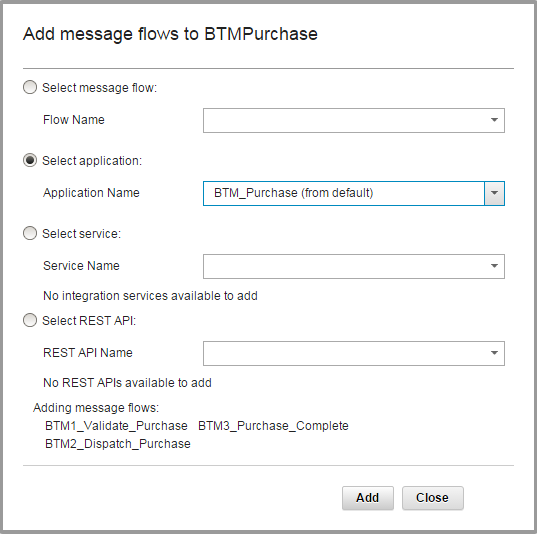 Add message flows to BTMPurchase
Select message flow:
Flow Name
Select application:
Application Name BTM_Purchase (from default)
Select service:
Service Name
No integration services available to add
Select REST API:
REST API Name
No REST APIs available to add
Adding message flows:
BTM1_Validate_Purchase BTM3_Purchase_Complete
BTM2_Dispatch_Purchase
Add Close